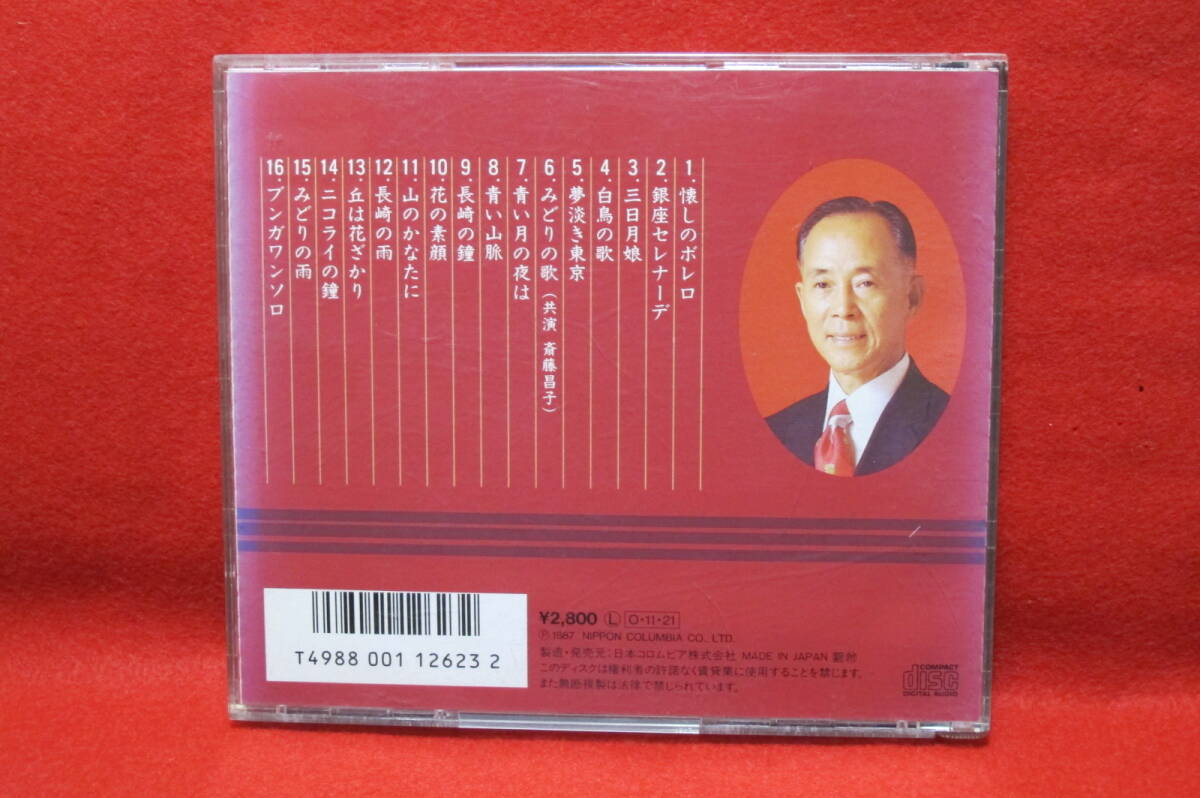 1.懐しのボレロ
2.銀座セレナーデ
3.三日月娘
4.白鳥の歌
5.夢淡き東京
6.みどりの歌(共演 斎藤昌子)
7.青い月の夜は
8.青い山脈
9.長崎の鐘
10.花の素顔
11.山のかなたに
12.長崎の雨
13.丘は花ざかり
14.ニコライの鐘
15.みどりの雨
16.ブンガワンソロ
T4988 001 12623 2
¥2,800 Ⓛ O・11・21
Ⓟ1987 NIPPON COLUMBIA CO., LTD.
製造・発売元:日本コロムビア株式会社 MADE IN JAPAN
このディスクは権利者の許諾なく賃貸業に使用することを禁じます。
また無断複製は法律で禁じられています。
COMPACT
disc
DIGITAL AUDIO